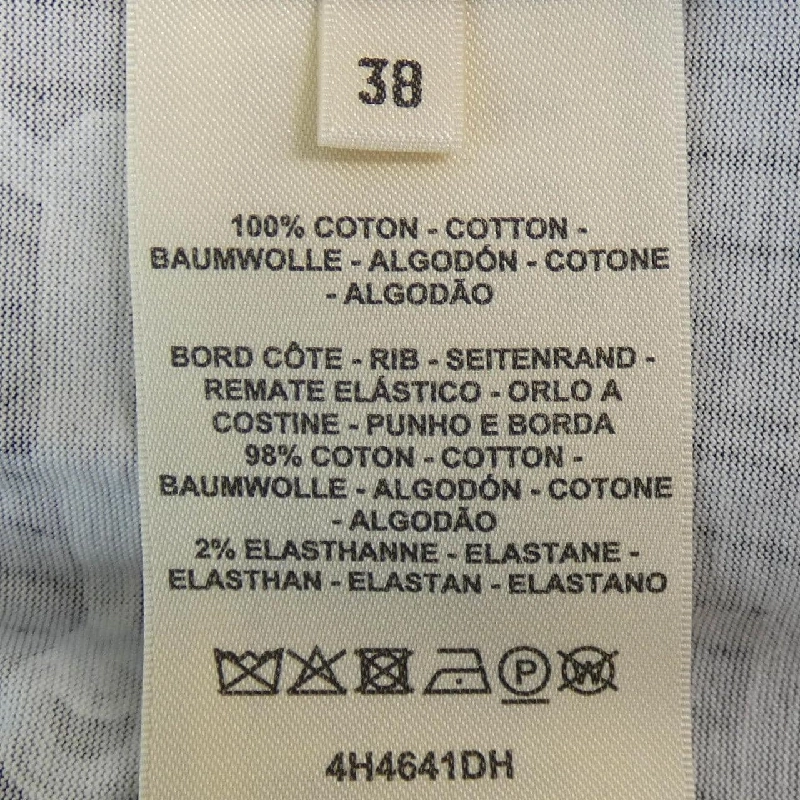 38
100% COTON - COTTON -
BAUMWOLLE - ALGODÓN - COTONE
- ALGODÃO
BORD CÔTE - RIB - SEITENRAND -
REMATE ELÁSTICO - ORLO A
COSTINE - PUNHO E BORDA
98% COTON - COTTON -
BAUMWOLLE - ALGODÓN - COTONE
- ALGODÃO
2% ELASTHANNE - ELASTANE -
ELASTHAN - ELASTAN - ELASTANO
P W
4H4641DH